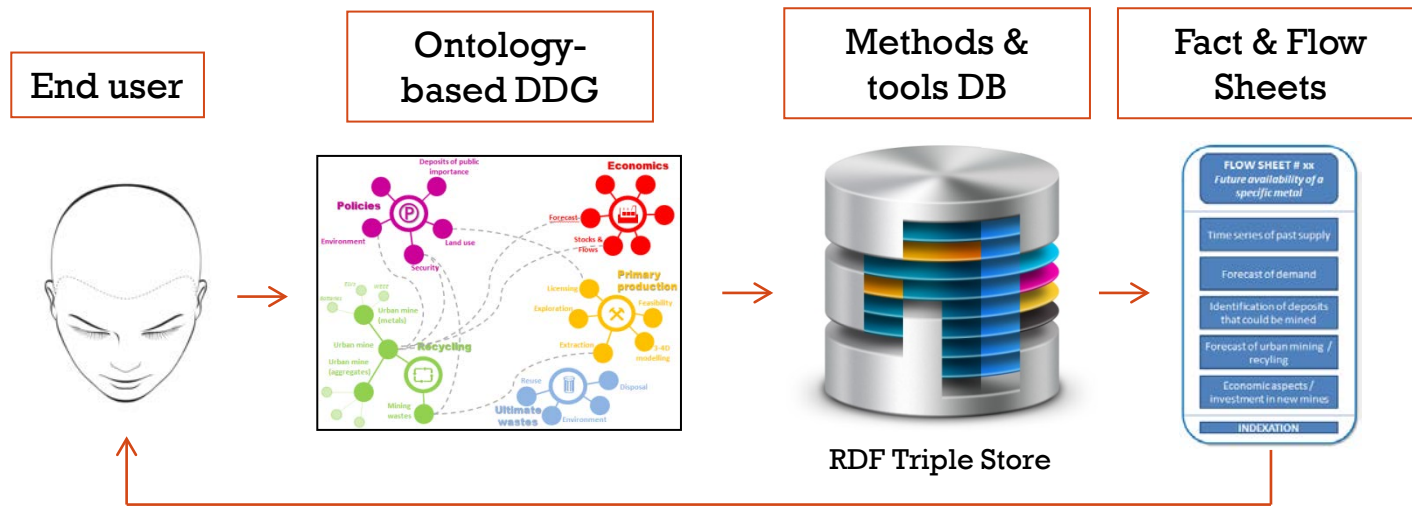 End user
Ontology-
based DDG
Methods &
tools DB
Fact & Flow
Sheets
Deposits of public
importance
Policies
Environment
Land use
Security
Economics
Forecast
Stocks &
Flows
Primary
production
Licensing
Exploration
Feasibility
Extraction
3-4D
modelling
WEEE
Urban mine
(metals)
Urban mine
Recycling
Urban mine
(aggregates)
Mining
wastes
Reuse
Disposal
Ultimate
wastes
Environment
RDF Triple Store
FLOW SHEET # xx
Future availability of a
specific metal
Time series of past supply
Forecast of demand
Identification of deposits
that could be mined
Forecast of urban mining /
recyling
Economic aspects /
investment in new mines
INDEXATION